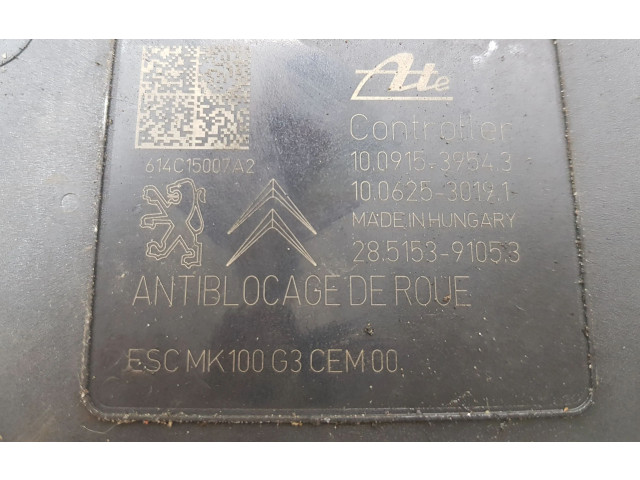 Ate
614C15007A2
Controller
10.0915-3954.3
10.0625-3019.1
MADE IN HUNGARY
28.5153-9105.3
ANTIBLOCAGE DE ROUE
ESC MK100 G3 CEM 00